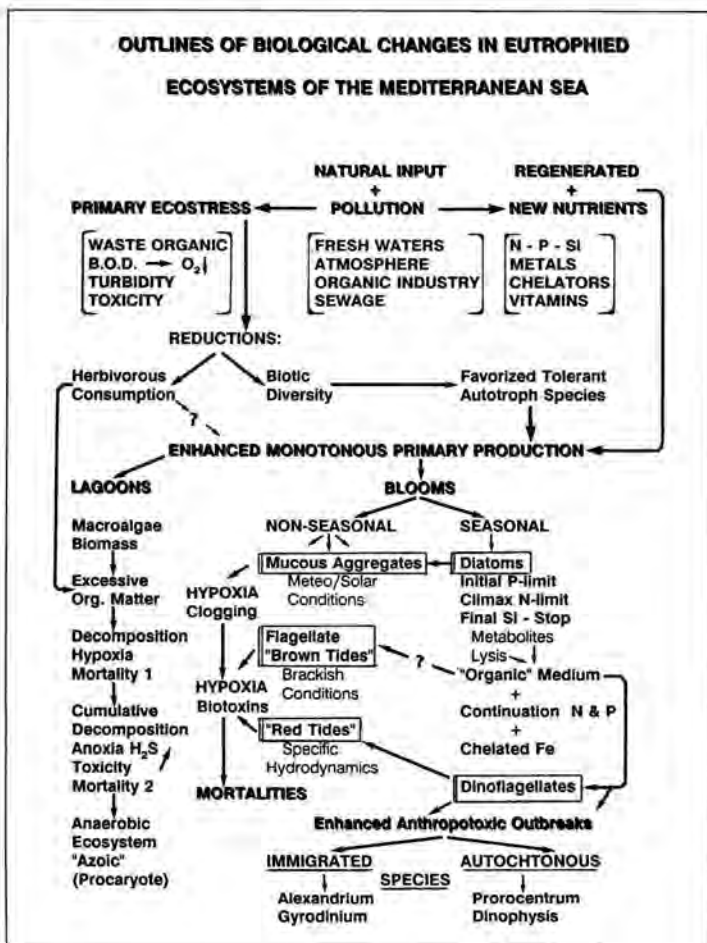 OUTLINES OF BIOLOGICAL CHANGES IN EUTROPHIED
ECOSYSTEMS OF THE MEDITERRANEAN SEA
NATURAL INPUT
+
POLLUTION
REGENERATED
+
NEW NUTRIENTS
PRIMARY ECOSTRESS
WASTE ORGANIC
B.O.D. → O₂↓
TURBIDITY
TOXICITY
FRESH WATERS
ATMOSPHERE
ORGANIC INDUSTRY
SEWAGE
N - P - SI
METALS
CHELATORS
VITAMINS
REDUCTIONS:
Herbivorous
Consumption
Biotic
Diversity
Favorized Tolerant
Autotroph Species
?
ENHANCED MONOTONOUS PRIMARY PRODUCTION
LAGOONS
BLOOMS
Macroalgae
Biomass
Excessive
Org. Matter
Decomposition
Hypoxia
Mortality 1
Cumulative
Decomposition
Anoxia H₂S
Toxicity
Mortality 2
Anaerobic
Ecosystem
"Azoic"
(Procaryote)
NON-SEASONAL
SEASONAL
Mucous Aggregates
Meteo/Solar
Conditions
Diatoms
Initial P-limit
Climax N-limit
Final Si - Stop
Metabolites
Lysis
HYPOXIA
Clogging
Flagellate
"Brown Tides"
Brackish
Conditions
?
"Organic" Medium
+
Continuation N & P
+
Chelated Fe
HYPOXIA
Biotoxins
"Red Tides"
Specific
Hydrodynamics
MORTALITIES
Dinoflagellates
Enhanced Anthropotoxic Outbreaks
IMMIGRATED
SPECIES
AUTOCHTONOUS
Alexandrium
Gyrodinium
Prorocentrum
Dinophysis